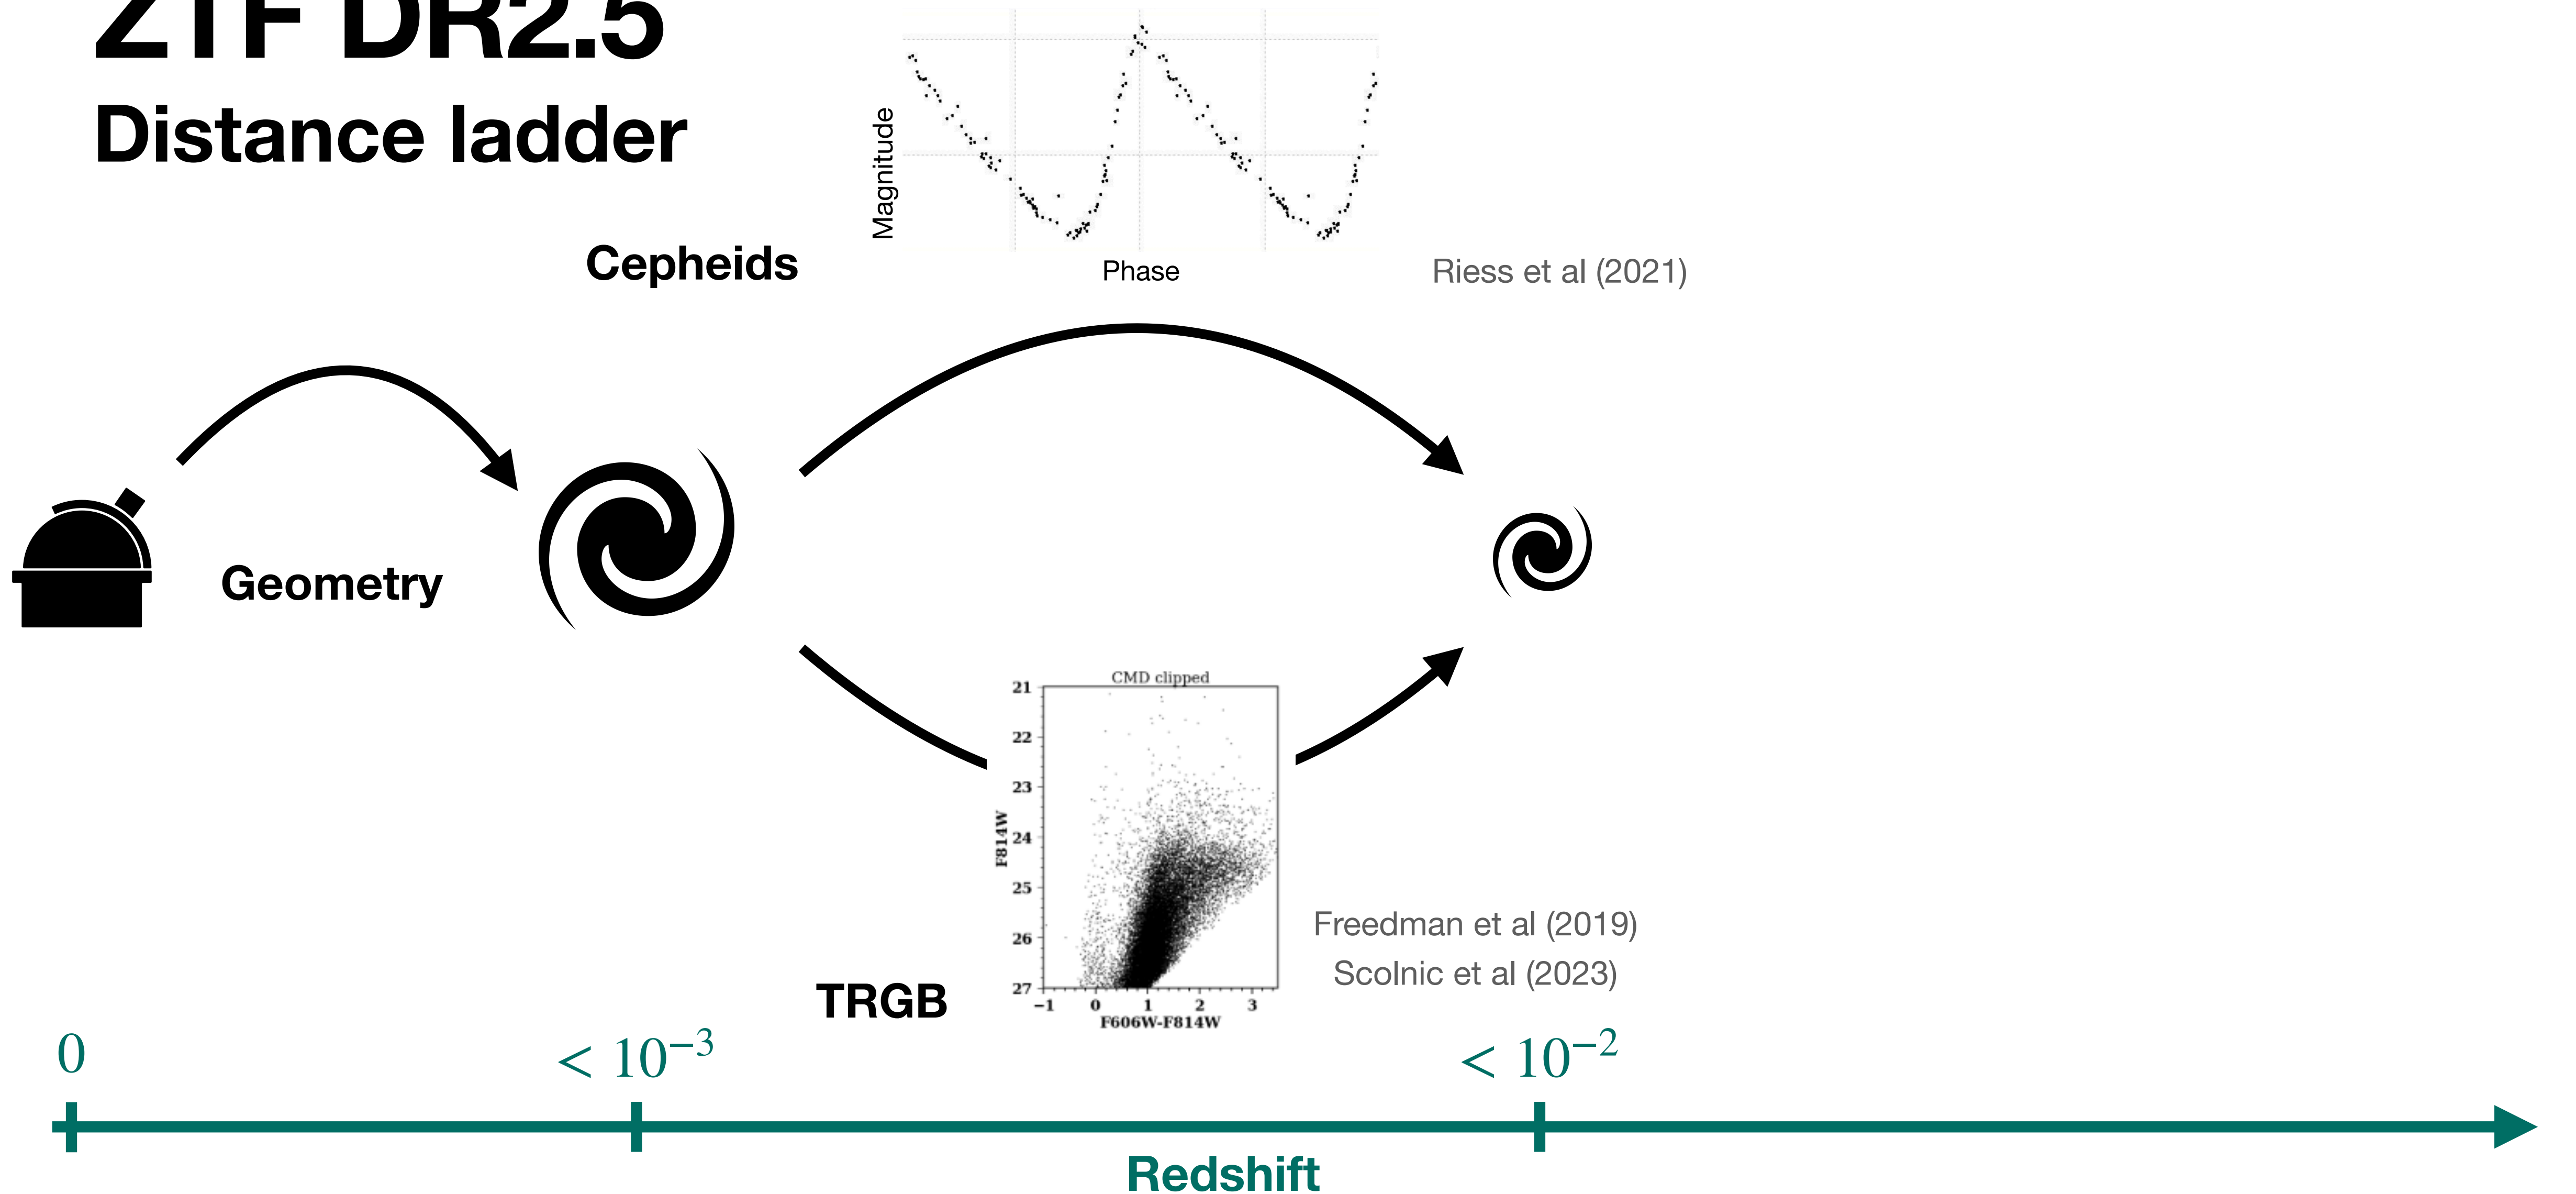 ZTF DR2.5
Distance ladder
Magnitude
Phase
Cepheids
Riess et al (2021)
Geometry
CMD clipped
21
22
23
24
25
26
27
F814W
−1 0 1 2 3
F606W-F814W
Freedman et al (2019)
Scolnic et al (2023)
TRGB
0
< 10⁻³
< 10⁻²
Redshift